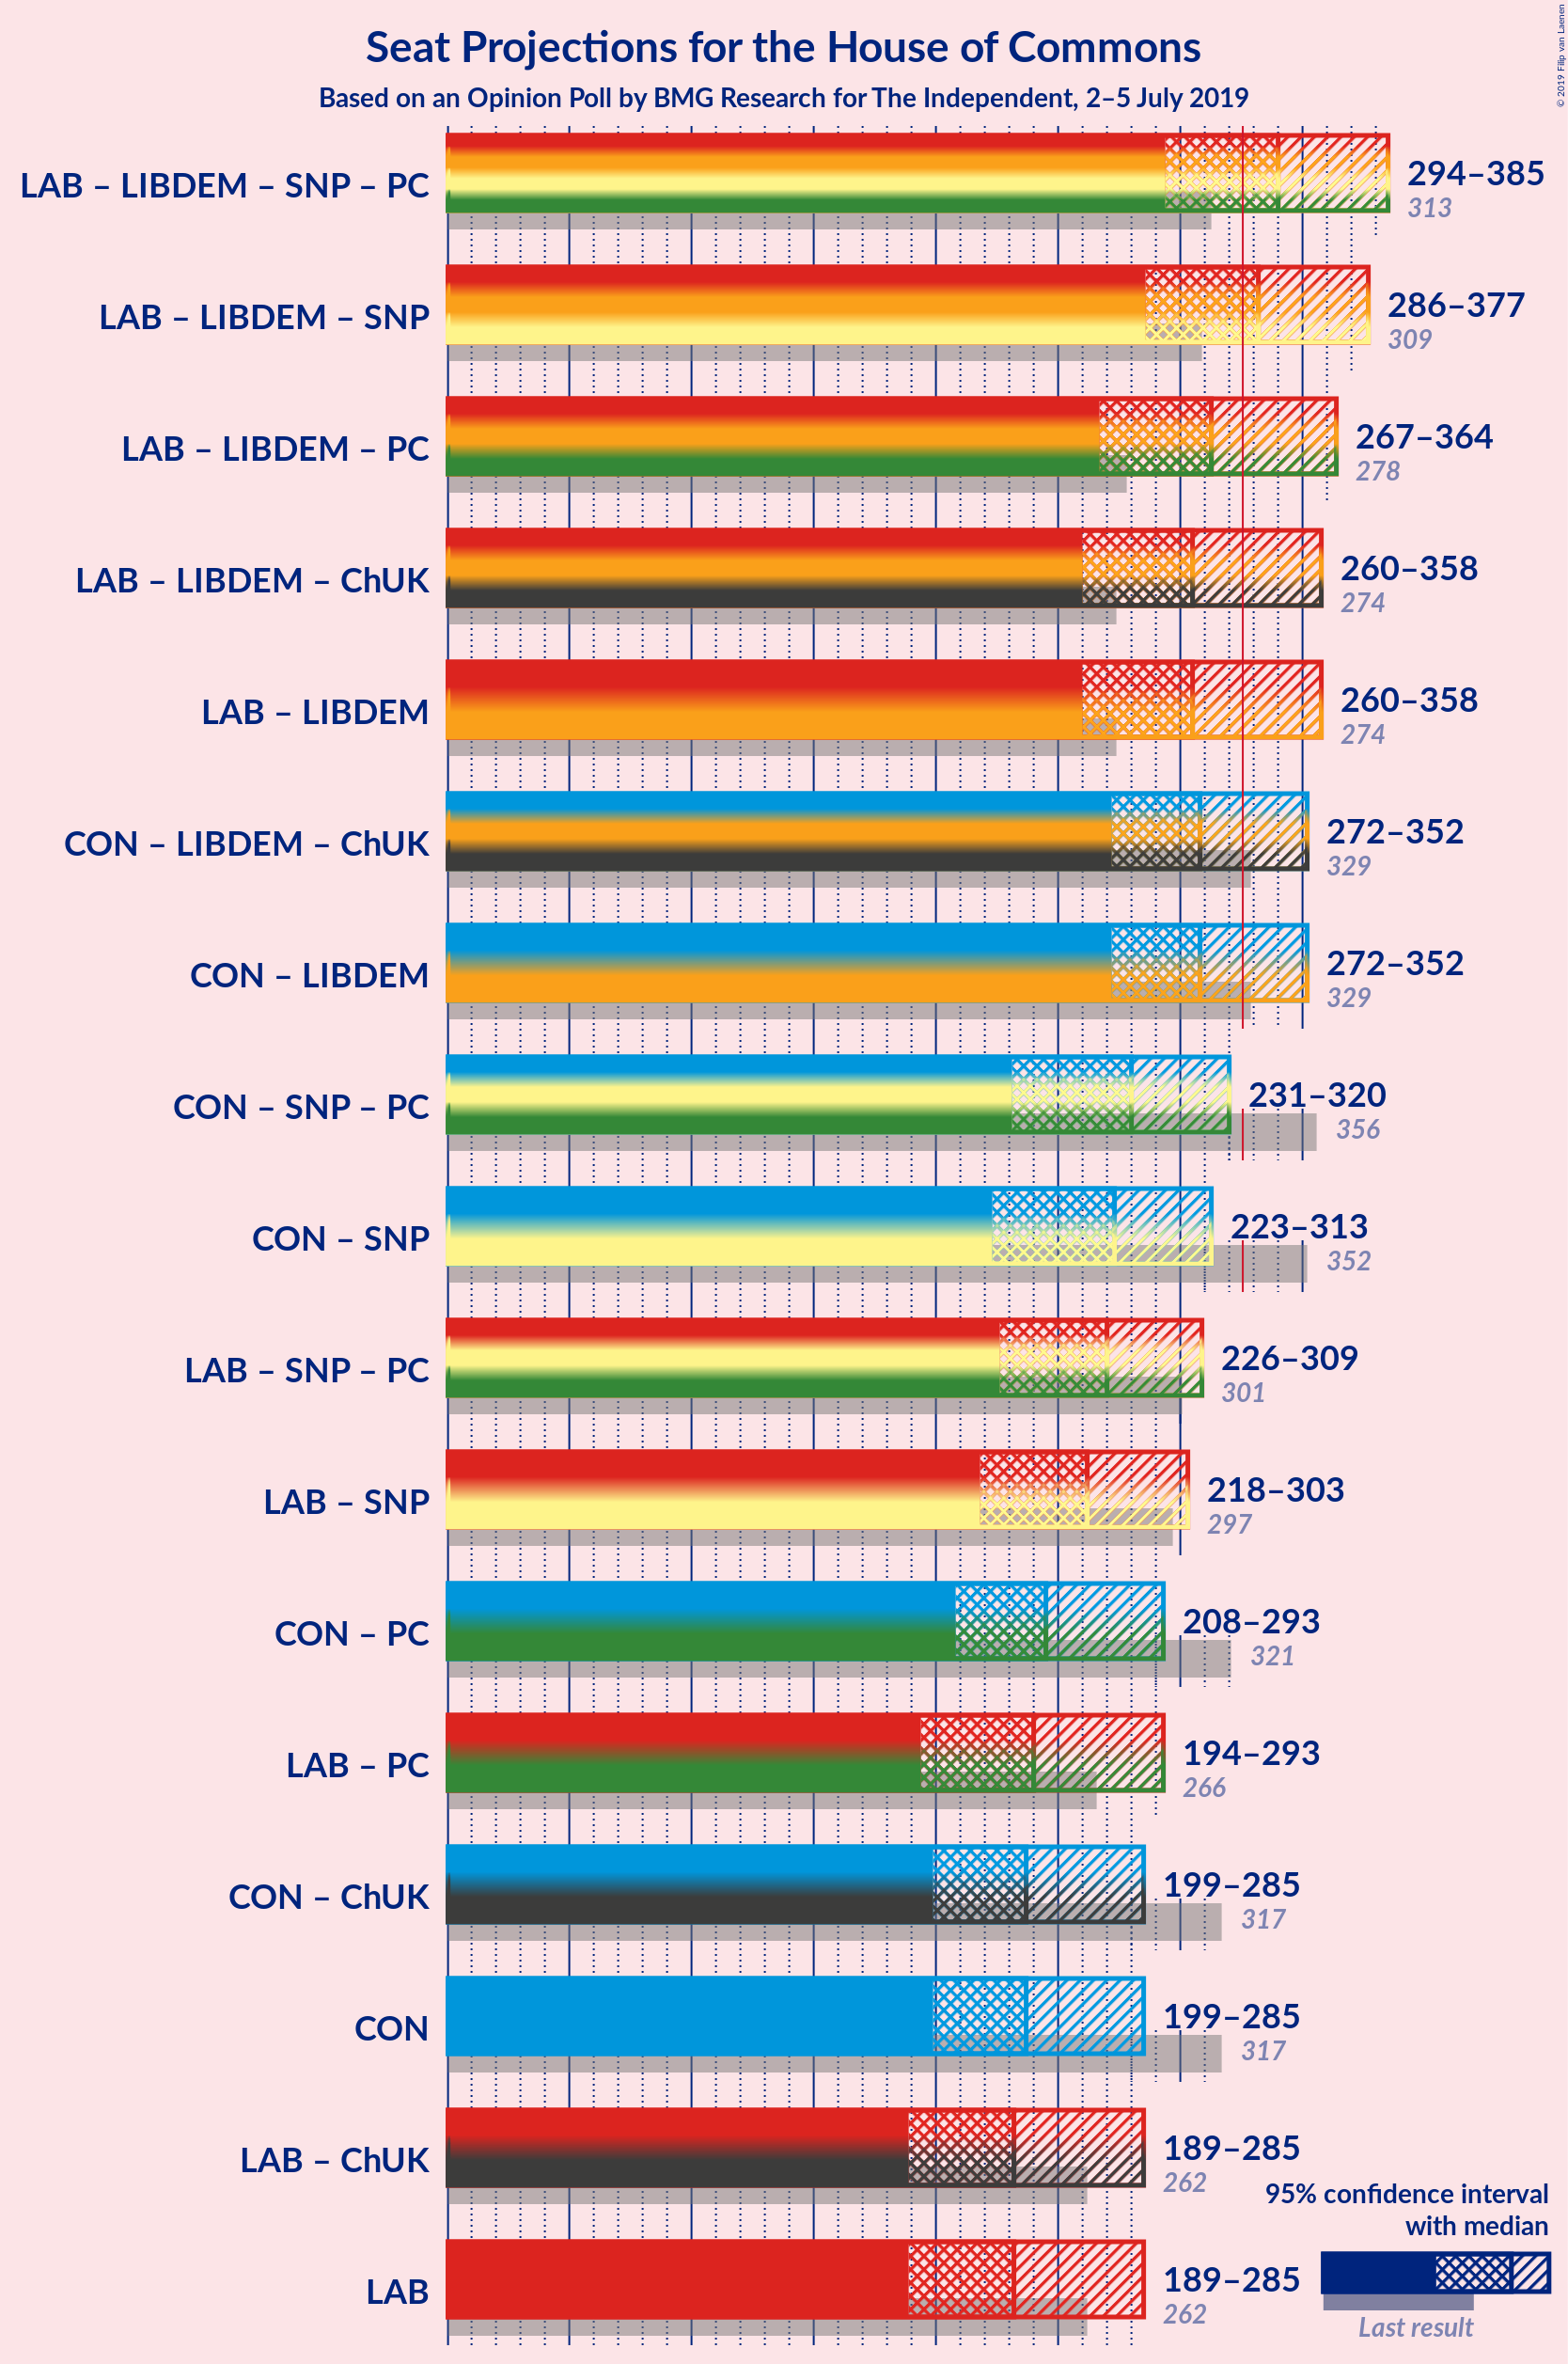 © 2019 Filip van Laenen
Seat Projections for the House of Commons
Based on an Opinion Poll by BMG Research for The Independent, 2–5 July 2019
LAB – LIBDEM – SNP – PC
294–385
313
LAB – LIBDEM – SNP
286–377
309
LAB – LIBDEM – PC
267–364
278
LAB – LIBDEM – ChUK
260–358
274
LAB – LIBDEM
260–358
274
CON – LIBDEM – ChUK
272–352
329
CON – LIBDEM
272–352
329
CON – SNP – PC
231–320
356
CON – SNP
223–313
352
LAB – SNP – PC
226–309
301
LAB – SNP
218–303
297
CON – PC
208–293
321
LAB – PC
194–293
266
CON – ChUK
199–285
317
CON
199–285
317
LAB – ChUK
189–285
262
LAB
189–285
262
95% confidence interval
with median
Last result